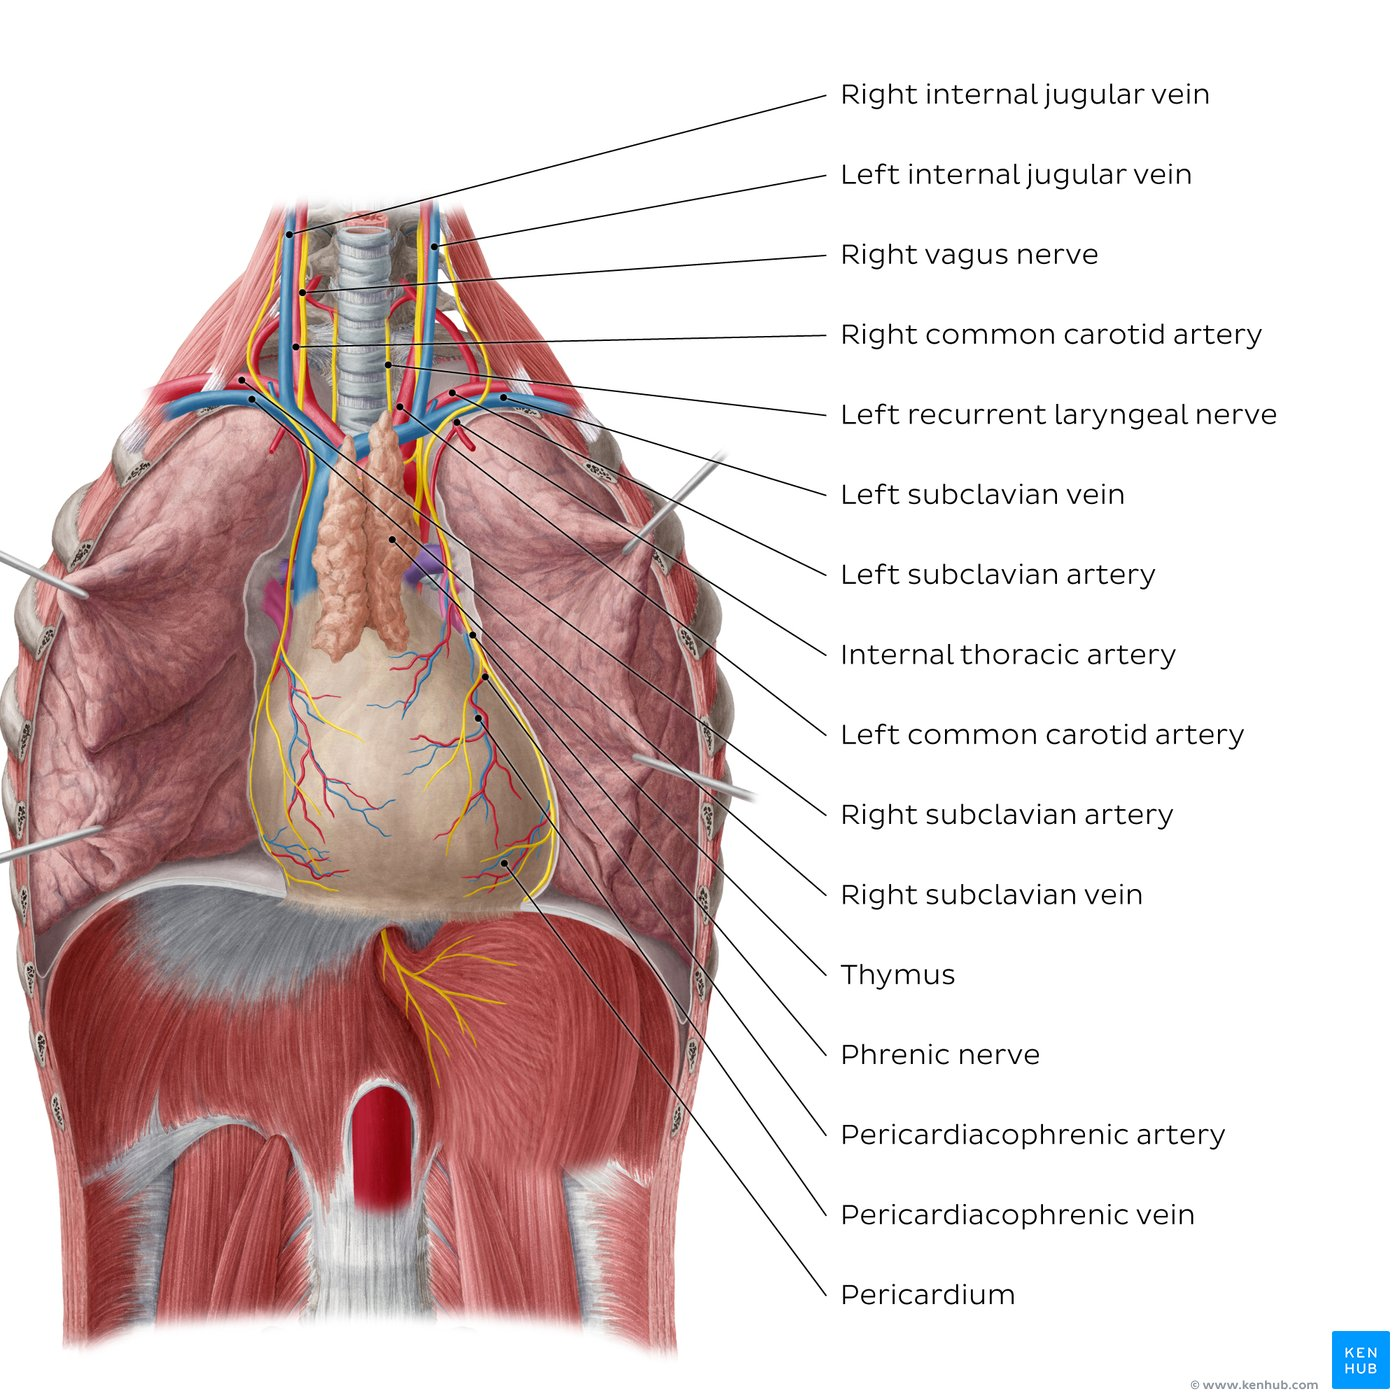 Right internal jugular vein
Left internal jugular vein
Right vagus nerve
Right common carotid artery
Left recurrent laryngeal nerve
Left subclavian vein
Left subclavian artery
Internal thoracic artery
Left common carotid artery
Right subclavian artery
Right subclavian vein
Thymus
Phrenic nerve
Pericardiacophrenic artery
Pericardiacophrenic vein
Pericardium
KEN
HUB
© www.kenhub.com